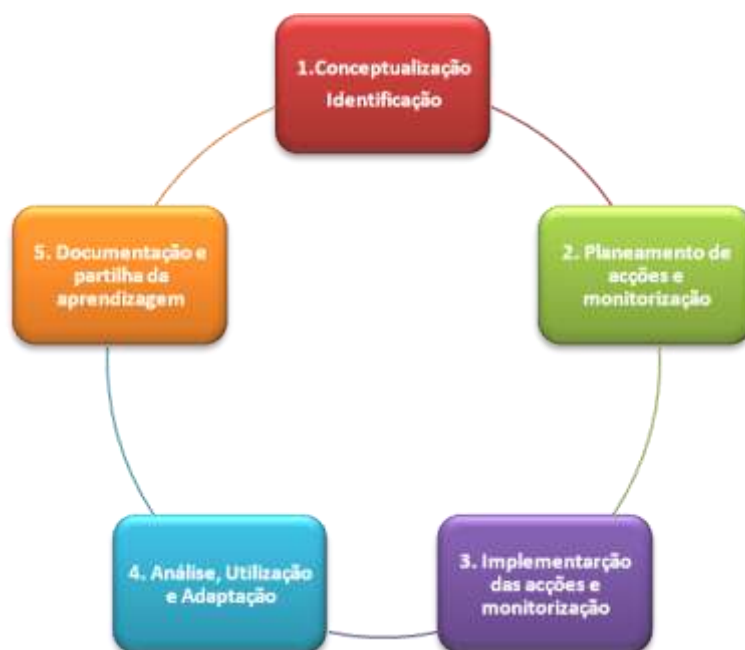 1.Conceptualização
Identificação
2. Planeamento de
acções e
monitorização
3. Implementarção
das acções e
monitorização
4. Análise, Utilização
e Adaptação
5. Documentação e
partilha da
aprendizagem